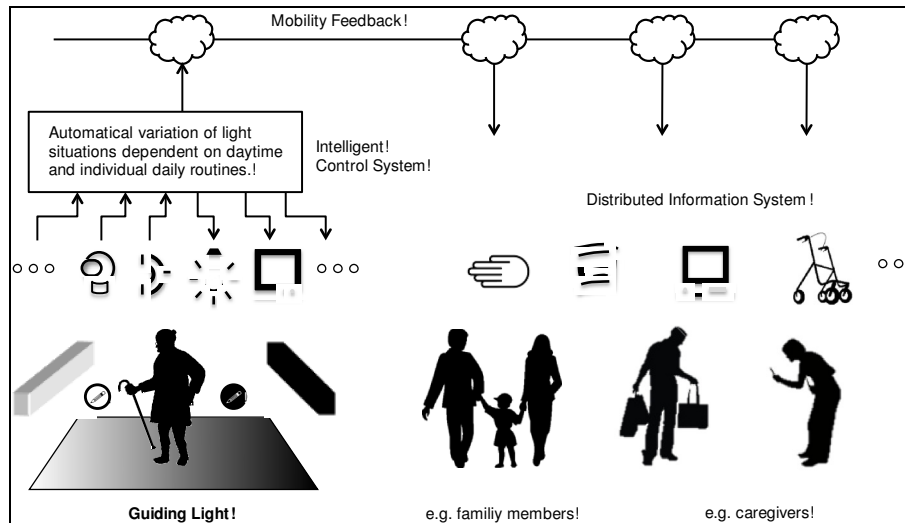 Mobility Feedback !
Automatical variation of light
situations dependent on daytime
and individual daily routines.!
Intelligent!
Control System !
Distributed Information System !
Guiding Light !
e.g. familiy members!
e.g. caregivers!